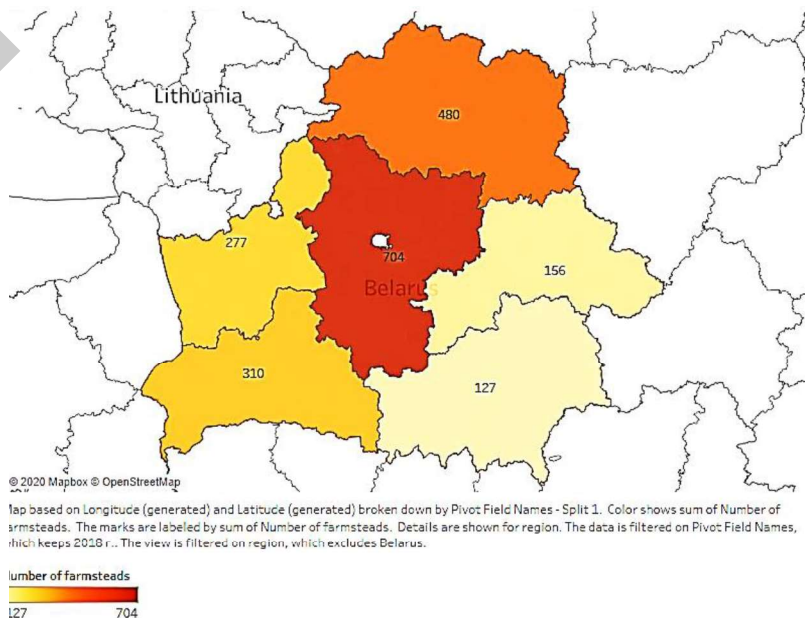 Lithuania
480
277
704
Belarus
156
310
127
© 2020 Mapbox © OpenStreetMap
Map based on Longitude (generated) and Latitude (generated) broken down by Pivot Field Names - Split 1. Color shows sum of Number of
farmsteads. The marks are labeled by sum of Number of farmsteads. Details are shown for region. The data is filtered on Pivot Field Names,
which keeps 2018 г.. The view is filtered on region, which excludes Belarus.
Number of farmsteads
127 704